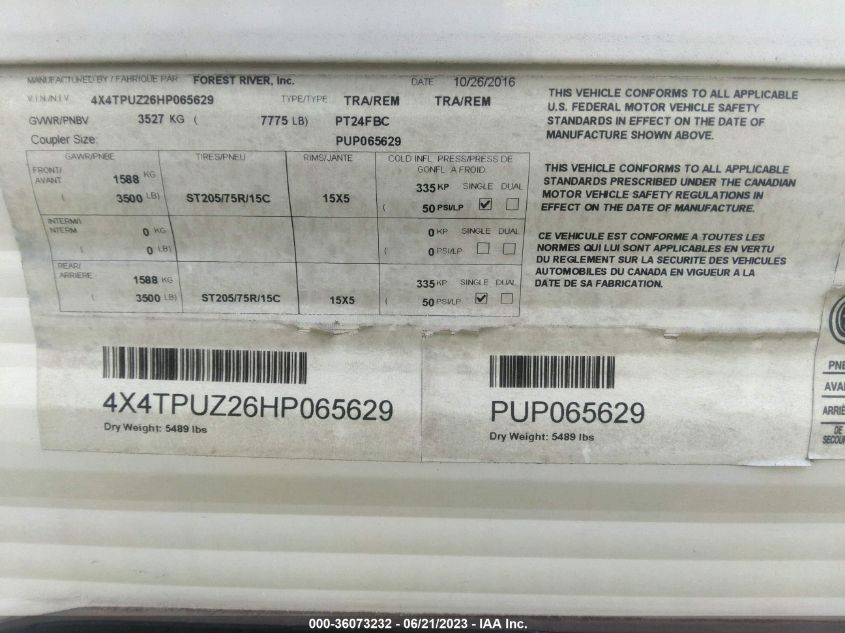 MANUFACTURED BY / FABRIQUE PAR FOREST RIVER, Inc. DATE 10/26/2016
V.I.N/N.I.V. 4X4TPUZ26HP065629 TYPE/TYPE TRA/REM TRA/REM
GVWR/PNBV 3527 KG ( 7775 LB) PT24FBC
Coupler Size: PUP065629
GAWR/PNBE TIRES/PNEU RIMS/JANTE COLD INFL. PRESS/PRESS DE GONFL. A FROID
FRONT/ AVANT 1588 KG 335 KP SINGLE DUAL
( 3500 LB) ST205/75R/15C 15X5 ( 50 PSI/LP
INTERM/ INTERM 0 KG 0 KP SINGLE DUAL
( 0 LB) ( 0 PSI/LP
REAR/ ARRIERE 1588 KG 335 KP SINGLE DUAL
( 3500 LB) ST205/75R/15C 15X5 ( 50 PSI/LP
THIS VEHICLE CONFORMS TO ALL APPLICABLE
U.S. FEDERAL MOTOR VEHICLE SAFETY
STANDARDS IN EFFECT ON THE DATE OF
MANUFACTURE SHOWN ABOVE.
THIS VEHICLE CONFORMS TO ALL APPLICABLE
STANDARDS PRESCRIBED UNDER THE CANADIAN
MOTOR VEHICLE SAFETY REGULATIONS IN
EFFECT ON THE DATE OF MANUFACTURE.
CE VEHICULE EST CONFORME A TOUTES LES
NORMES QUI LUI SONT APPLICABLES EN VERTU
DU REGLEMENT SUR LA SECURITE DES VEHICULES
AUTOMOBILES DU CANADA EN VIGUEUR A LA
DATE DE SA FABRICATION.
4X4TPUZ26HP065629
Dry Weight: 5489 lbs
PUP065629
Dry Weight: 5489 lbs
PNE
AVA
ARRIÈ
DE
SECOU
000-36073232 - 06/21/2023 - IAA Inc.